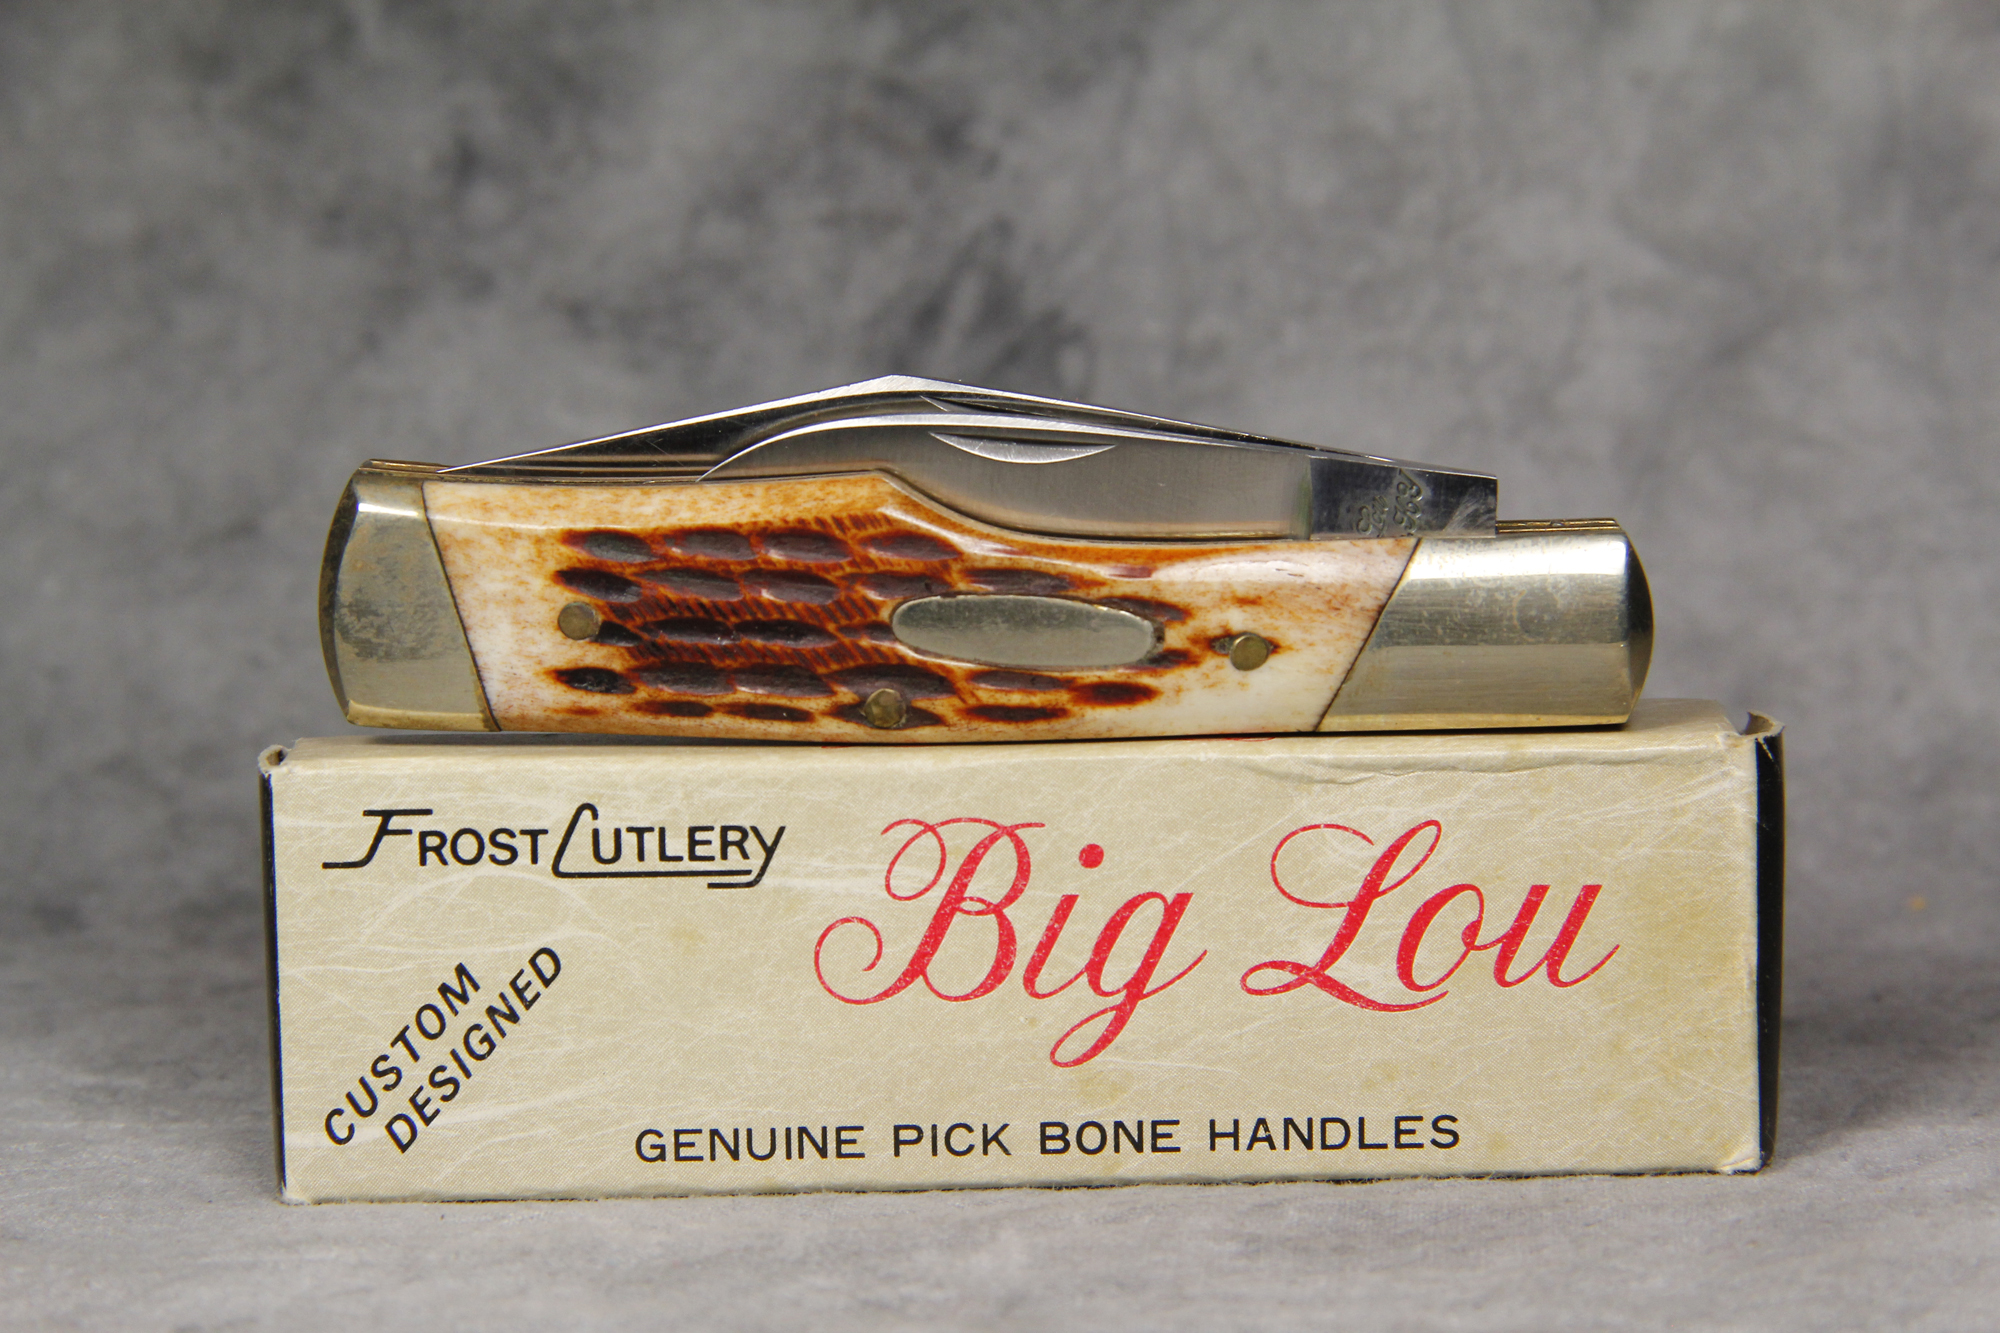 FROST CUTLERY
Big Lou
CUSTOM
DESIGNED
GENUINE PICK BONE HANDLES